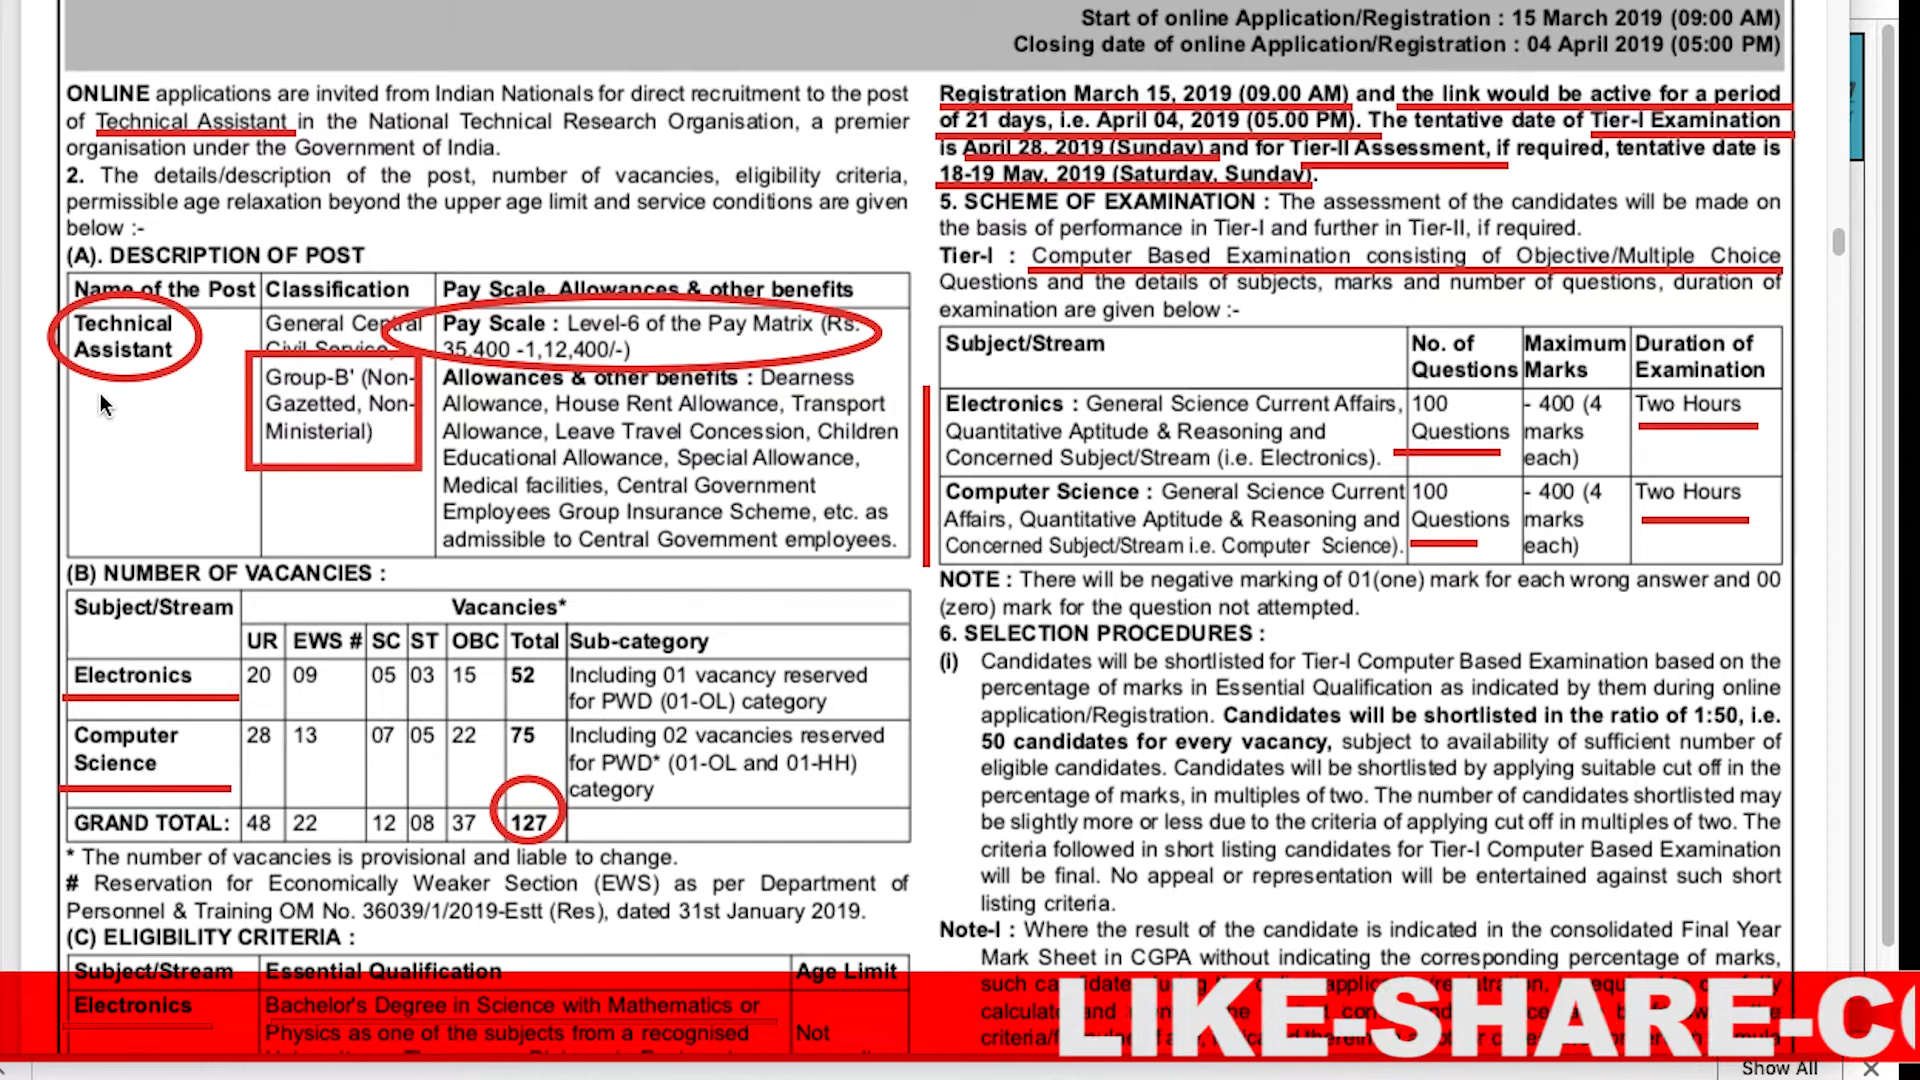 Start of online Application/Registration : 15 March 2019 (09:00 AM)
Closing date of online Application/Registration : 04 April 2019 (05:00 PM)
ONLINE applications are invited from Indian Nationals for direct recruitment to the post
of Technical Assistant in the National Technical Research Organisation, a premier
organisation under the Government of India.
2. The details/description of the post, number of vacancies, eligibility criteria,
permissible age relaxation beyond the upper age limit and service conditions are given
below :-
(A). DESCRIPTION OF POST
Name of the Post Classification Pay Scale, Allowances & other benefits
Technical
Assistant
General Central
Civil Service,
Group-B' (Non-
Gazetted, Non-
Ministerial)
Pay Scale : Level-6 of the Pay Matrix (Rs.
35,400 -1,12,400/-)
Allowances & other benefits : Dearness
Allowance, House Rent Allowance, Transport
Allowance, Leave Travel Concession, Children
Educational Allowance, Special Allowance,
Medical facilities, Central Government
Employees Group Insurance Scheme, etc. as
admissible to Central Government employees.
(B) NUMBER OF VACANCIES :
Subject/Stream Vacancies*
UR EWS # SC ST OBC Total Sub-category
Electronics 20 09 05 03 15 52 Including 01 vacancy reserved
for PWD (01-OL) category
Computer 28 13 07 05 22 75 Including 02 vacancies reserved
Science for PWD* (01-OL and 01-HH)
category
GRAND TOTAL: 48 22 12 08 37 127
* The number of vacancies is provisional and liable to change.
# Reservation for Economically Weaker Section (EWS) as per Department of
Personnel & Training OM No. 36039/1/2019-Estt (Res), dated 31st January 2019.
(C) ELIGIBILITY CRITERIA :
Subject/Stream Essential Qualification Age Limit
Electronics Bachelor's Degree in Science with Mathematics or
Physics as one of the subjects from a recognised Not
Registration March 15, 2019 (09.00 AM) and the link would be active for a period
of 21 days, i.e. April 04, 2019 (05.00 PM). The tentative date of Tier-I Examination
is April 28, 2019 (Sunday) and for Tier-II Assessment, if required, tentative date is
18-19 May, 2019 (Saturday, Sunday).
5. SCHEME OF EXAMINATION : The assessment of the candidates will be made on
the basis of performance in Tier-I and further in Tier-II, if required.
Tier-I : Computer Based Examination consisting of Objective/Multiple Choice
Questions and the details of subjects, marks and number of questions, duration of
examination are given below :-
Subject/Stream No. of Maximum Duration of
Questions Marks Examination
Electronics : General Science Current Affairs, 100 - 400 (4 Two Hours
Quantitative Aptitude & Reasoning and Questions marks
Concerned Subject/Stream (i.e. Electronics). each)
Computer Science : General Science Current 100 - 400 (4 Two Hours
Affairs, Quantitative Aptitude & Reasoning and Questions marks
Concerned Subject/Stream i.e. Computer Science). each)
NOTE : There will be negative marking of 01(one) mark for each wrong answer and 00
(zero) mark for the question not attempted.
6. SELECTION PROCEDURES :
(i) Candidates will be shortlisted for Tier-I Computer Based Examination based on the
percentage of marks in Essential Qualification as indicated by them during online
application/Registration. Candidates will be shortlisted in the ratio of 1:50, i.e.
50 candidates for every vacancy, subject to availability of sufficient number of
eligible candidates. Candidates will be shortlisted by applying suitable cut off in the
percentage of marks, in multiples of two. The number of candidates shortlisted may
be slightly more or less due to the criteria of applying cut off in multiples of two. The
criteria followed in short listing candidates for Tier-I Computer Based Examination
will be final. No appeal or representation will be entertained against such short
listing criteria.
Note-I : Where the result of the candidate is indicated in the consolidated Final Year
Mark Sheet in CGPA without indicating the corresponding percentage of marks,
such
LIKE-SHARE-CO
Show All